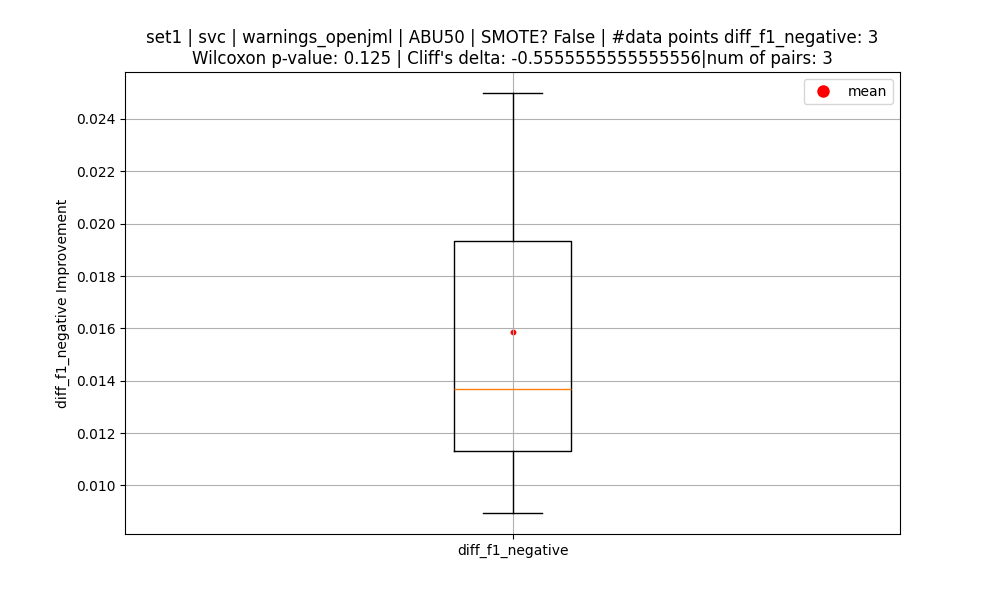 set1 | svc | warnings_openjml | ABU50 | SMOTE? False | #data points diff_f1_negative: 3
Wilcoxon p-value: 0.125 | Cliff's delta: -0.5555555555555556|num of pairs: 3
mean
0.024
0.022
0.020
0.018
0.016
0.014
0.012
0.010
diff_f1_negative Improvement
diff_f1_negative